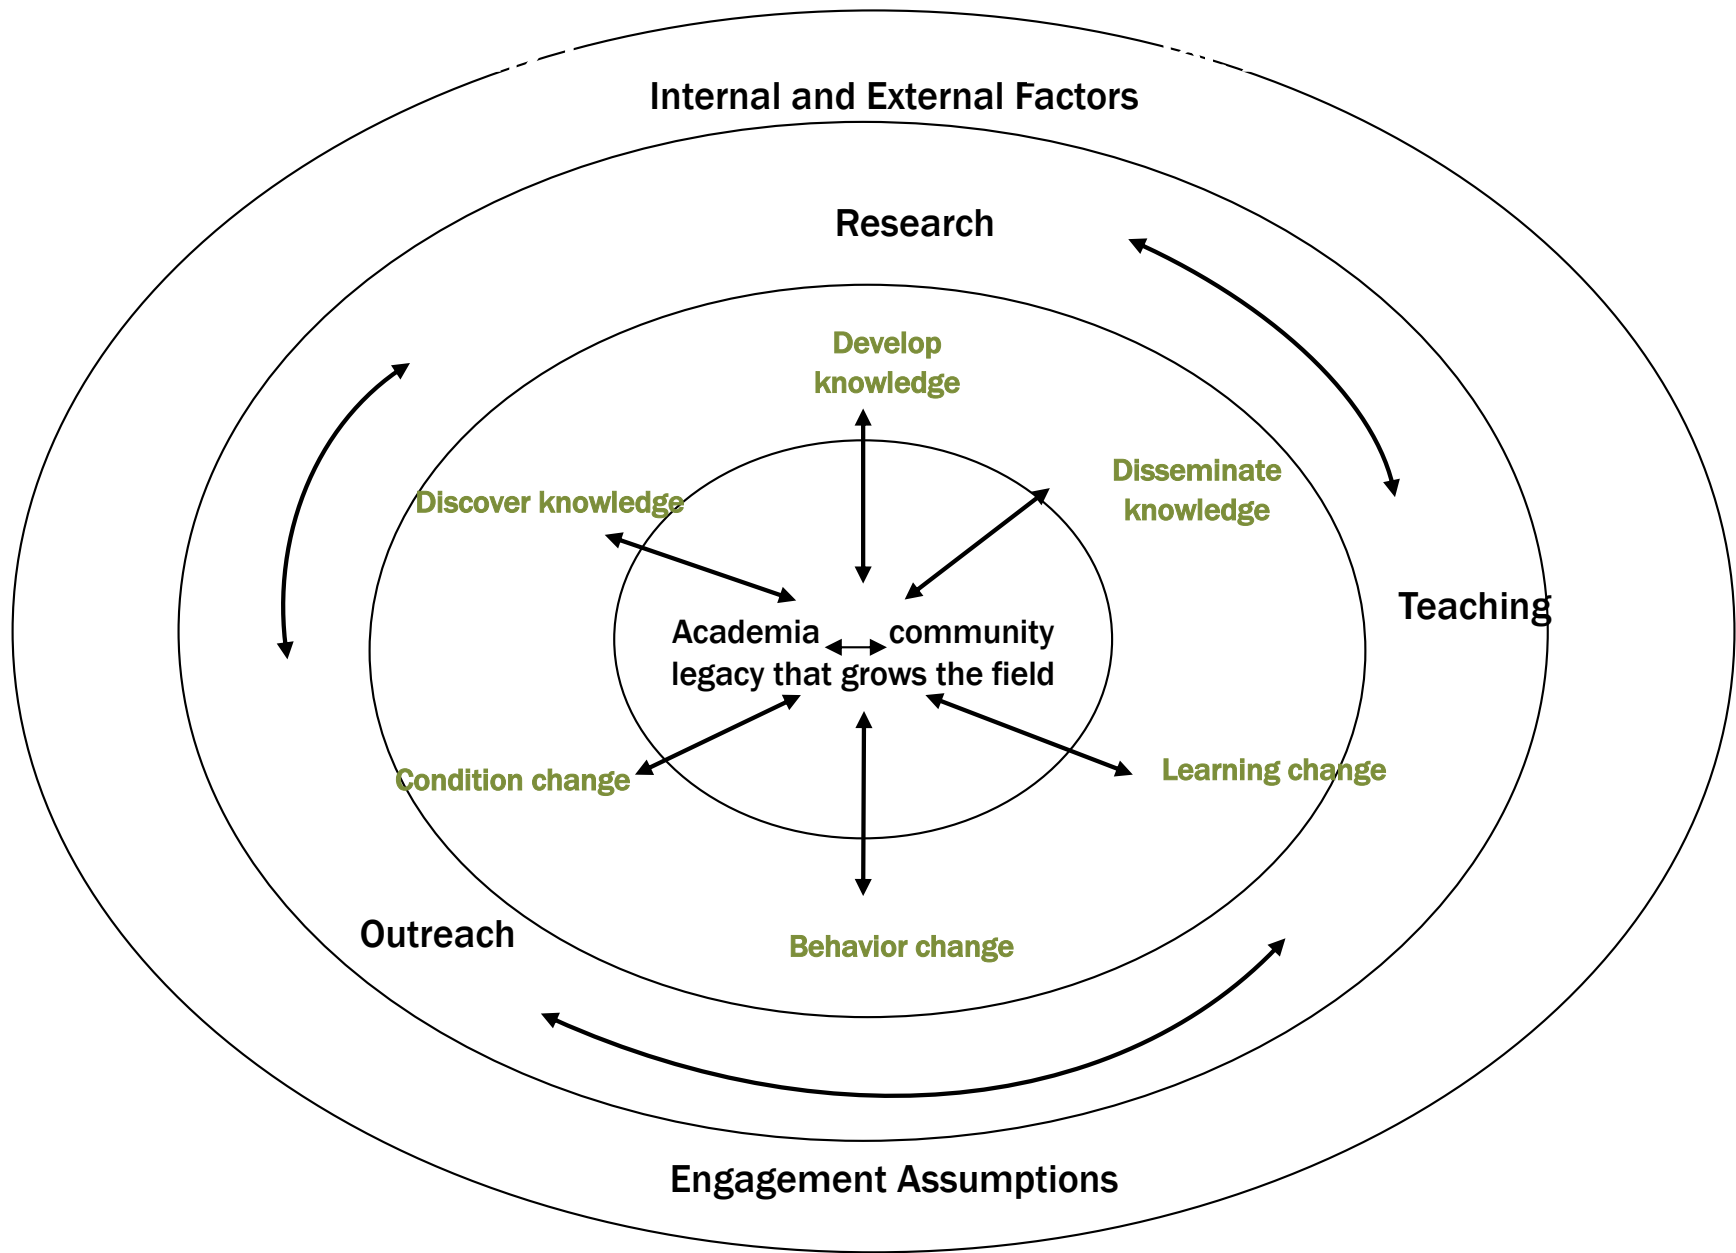 Internal and External Factors
Research
Develop
knowledge
Disseminate
knowledge
Discover knowledge
Teaching
Academia community
legacy that grows the field
Condition change
Learning change
Outreach
Behavior change
Engagement Assumptions